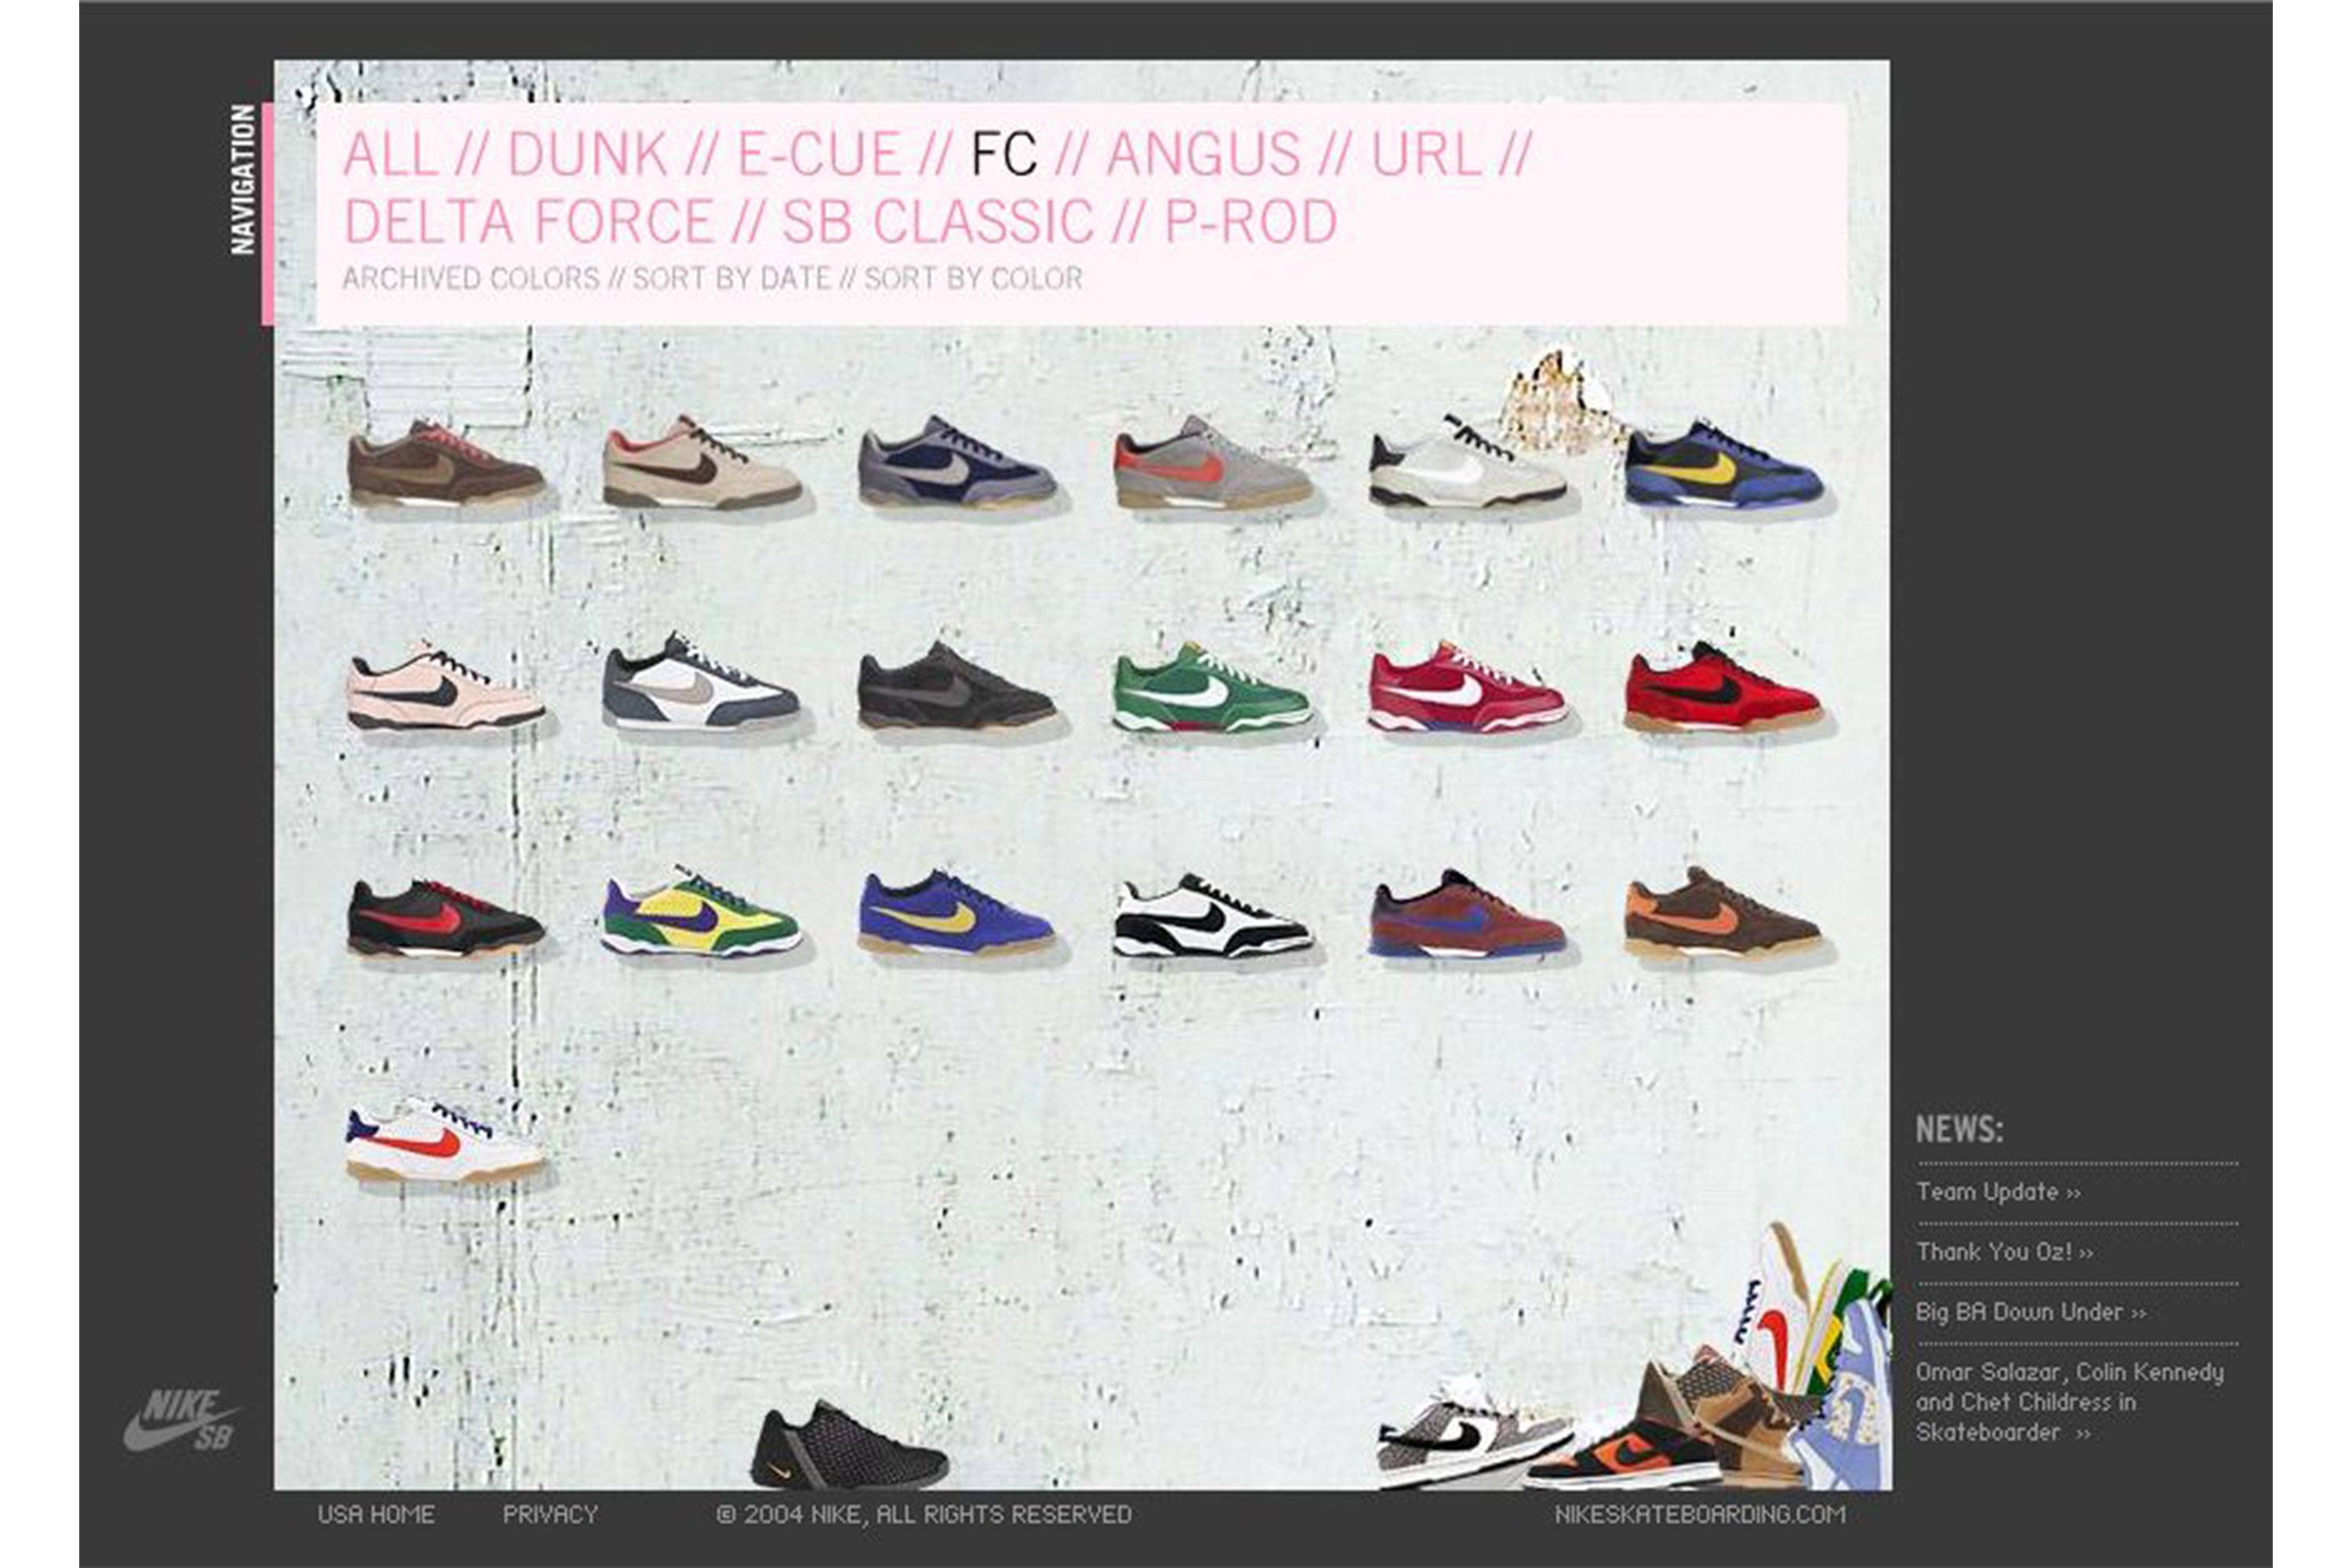 NAVIGATION
ALL // DUNK // E-CUE // FC // ANGUS // URL //
DELTA FORCE // SB CLASSIC // P-ROD
ARCHIVED COLORS // SORT BY DATE // SORT BY COLOR
NEWS:
Team Update >>
Thank You Oz! >>
Big BA Down Under >>
Omar Salazar, Colin Kennedy
and Chet Childress in
Skateboarder >>
NIKE
SB
USA HOME PRIVACY © 2004 NIKE, ALL RIGHTS RESERVED NIKESKATEBOARDING.COM